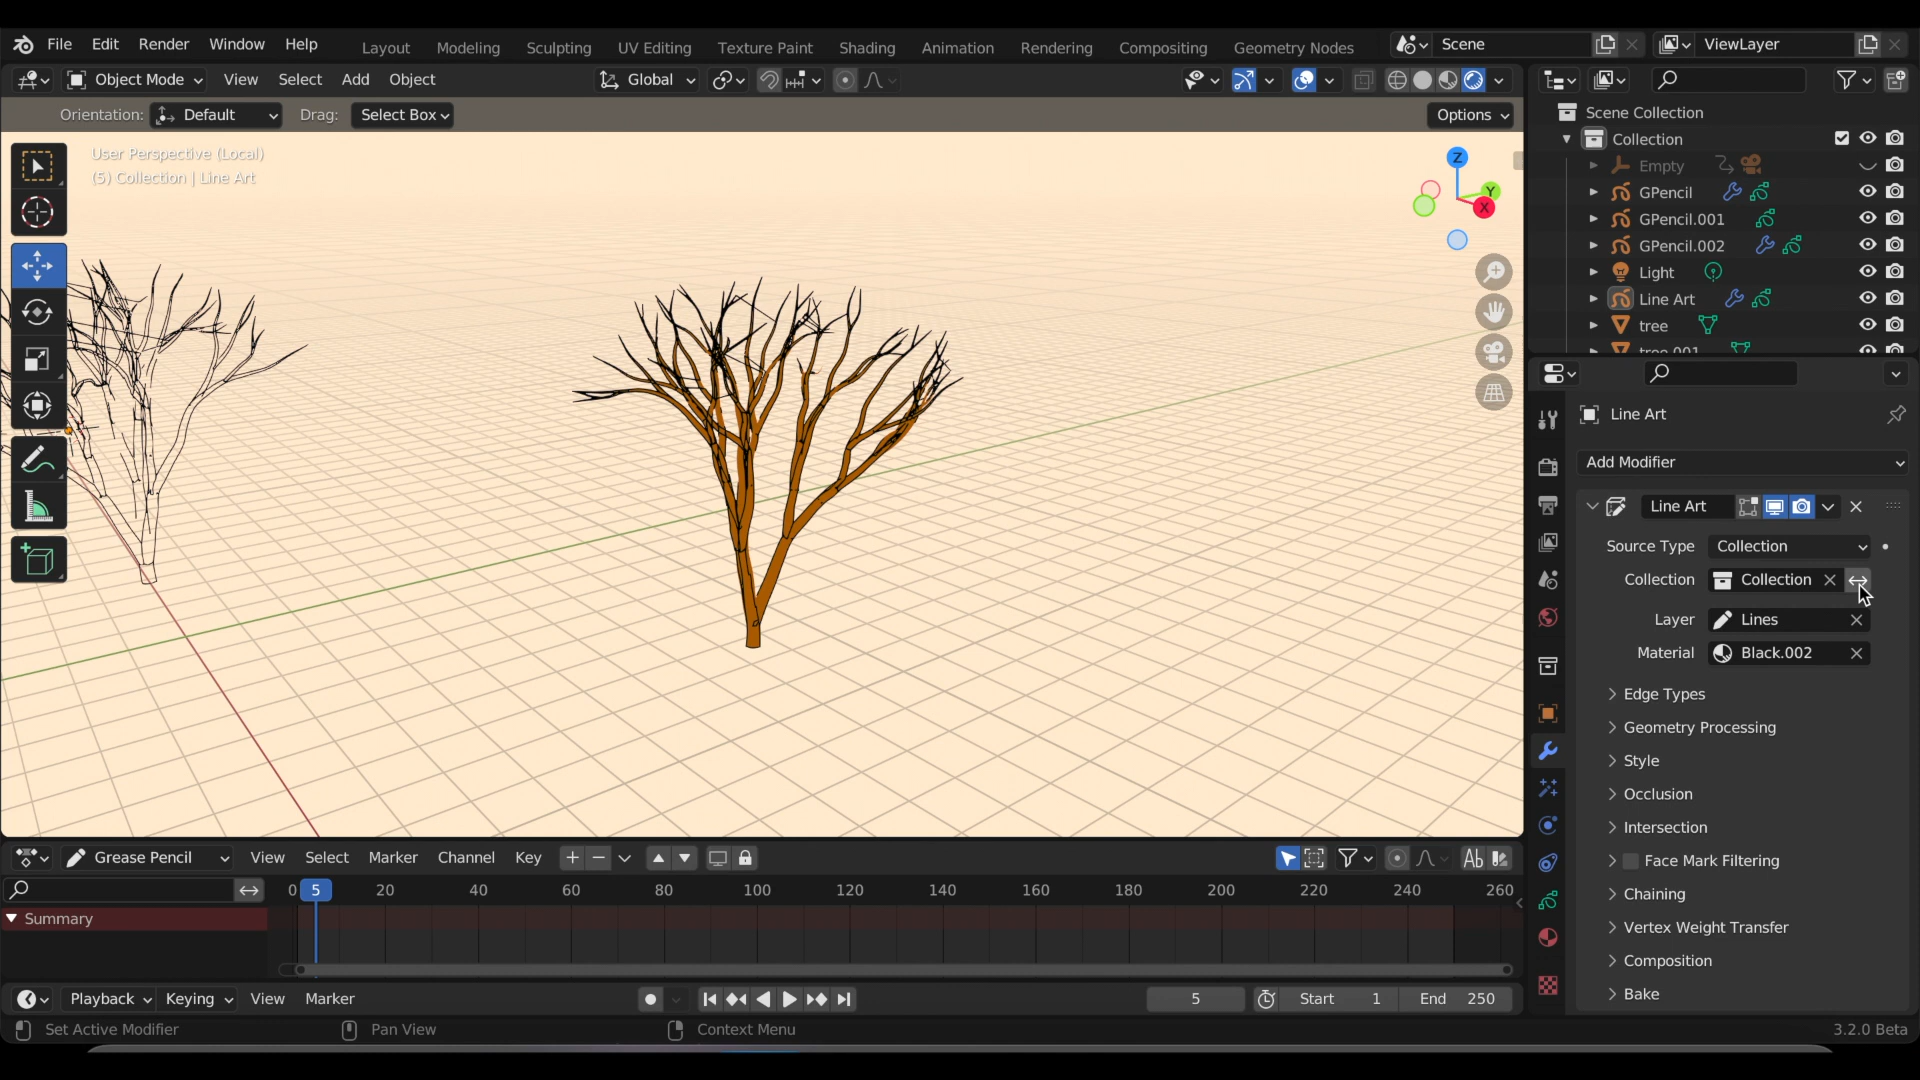 File Edit Render Window Help Layout Modeling Sculpting UV Editing Texture Paint Shading Animation Rendering Compositing Geometry Nodes Scene ViewLayer
Object Mode View Select Add Object Global
Orientation: Default Drag: Select Box Options
User Perspective (Local)
(5) Collection | Line Art
Z
Y
X
Scene Collection
Collection
Empty
GPencil
GPencil.001
GPencil.002
Light
Line Art
tree
tree.001
Line Art
Add Modifier
Line Art
Source Type Collection
Collection Collection
Layer Lines
Material Black.002
Edge Types
Geometry Processing
Style
Occlusion
Intersection
Face Mark Filtering
Chaining
Vertex Weight Transfer
Composition
Bake
Grease Pencil View Select Marker Channel Key Ab
0 5 20 40 60 80 100 120 140 160 180 200 220 240 260
Summary
Playback Keying View Marker 5 Start 1 End 250
Set Active Modifier Pan View Context Menu 3.2.0 Beta